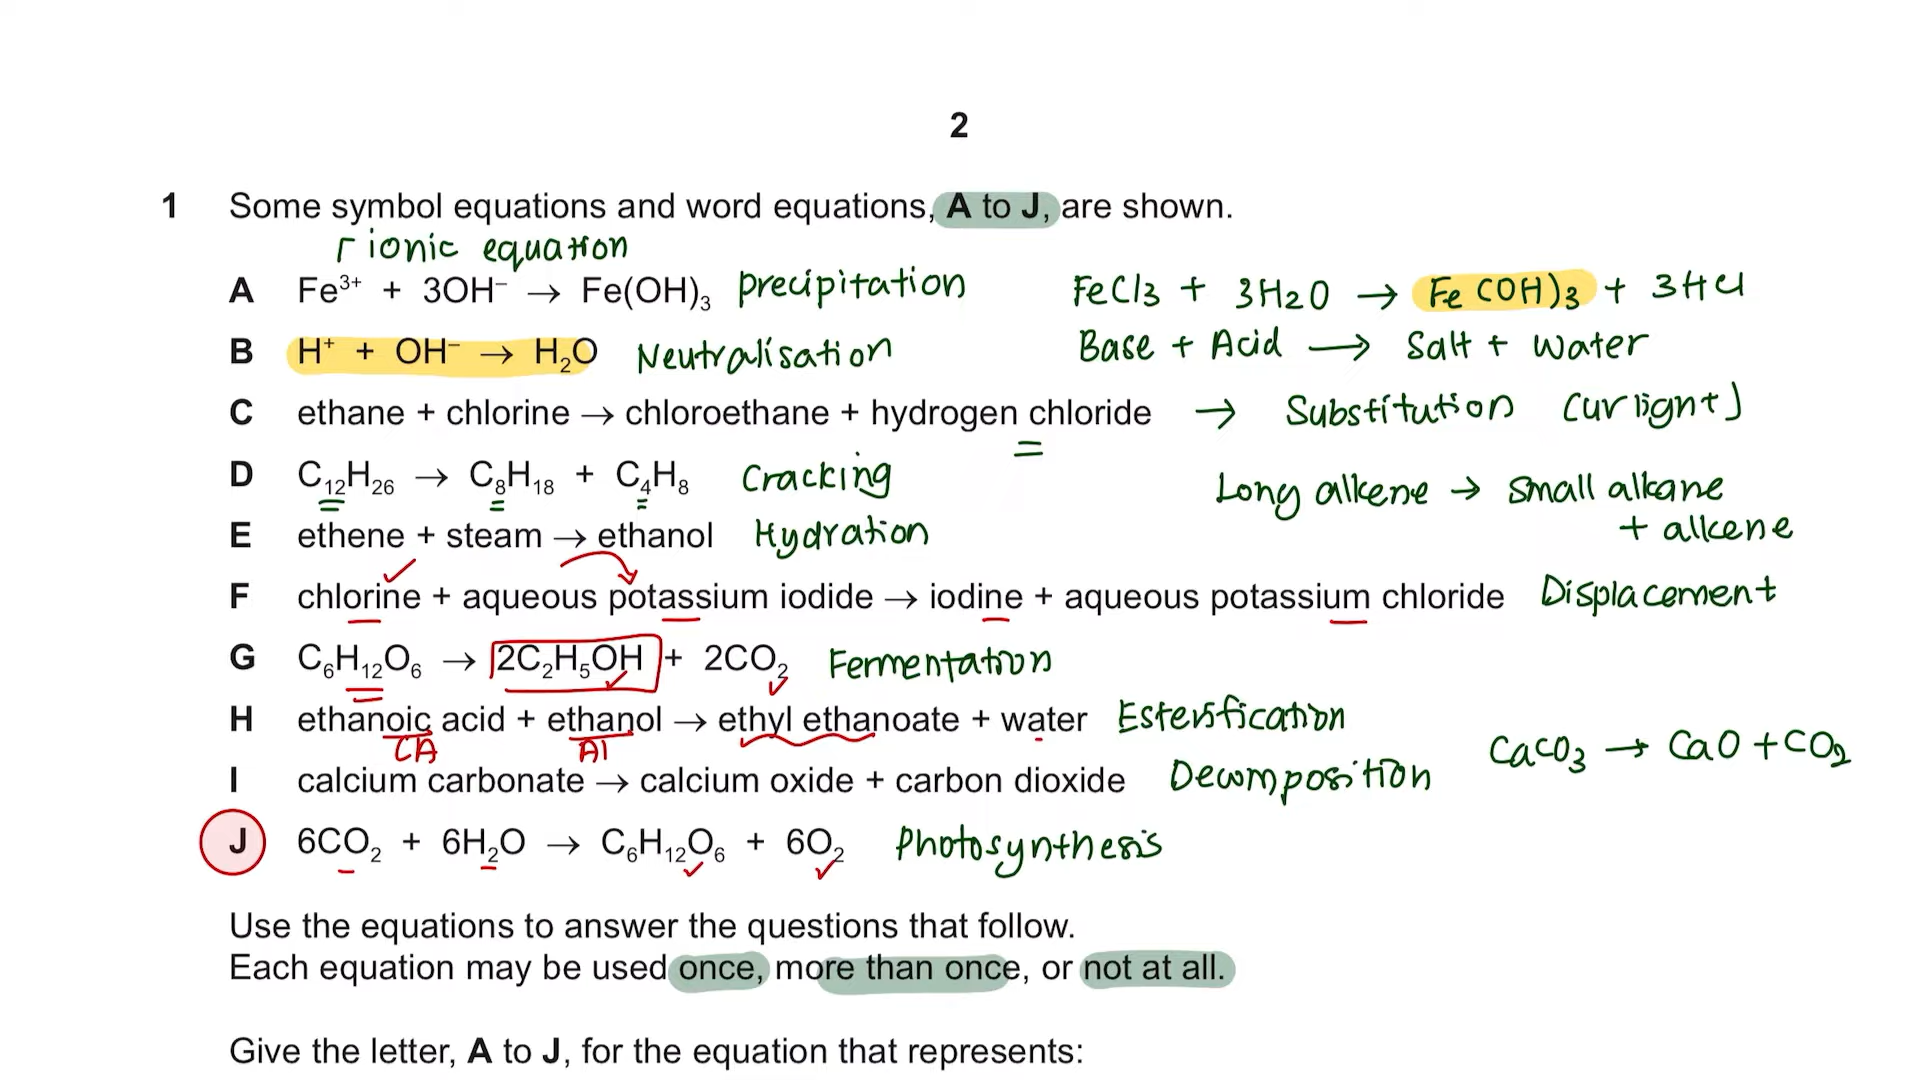 2
1 Some symbol equations and word equations, A to J, are shown.
r ionic equation
A Fe³⁺ + 3OH⁻ → Fe(OH)₃ precipitation FeCl3 + 3H2O → Fe(OH)3 + 3HCl
B H⁺ + OH⁻ → H₂O Neutralisation Base + Acid → Salt + Water
C ethane + chlorine → chloroethane + hydrogen chloride → Substitution (uv light)
D C₁₂H₂₆ → C₈H₁₈ + C₄H₈ Cracking Long alkene → small alkane
+ alkene
E ethene + steam → ethanol Hydration
F chlorine + aqueous potassium iodide → iodine + aqueous potassium chloride Displacement
G C₆H₁₂O₆ → 2C₂H₅OH + 2CO₂ Fermentation
H ethanoic acid + ethanol → ethyl ethanoate + water Esterification
CA Al
CaCO3 → CaO + CO2
I calcium carbonate → calcium oxide + carbon dioxide Decomposition
J 6CO₂ + 6H₂O → C₆H₁₂O₆ + 6O₂ Photosynthesis
Use the equations to answer the questions that follow.
Each equation may be used once, more than once, or not at all.
Give the letter, A to J, for the equation that represents: